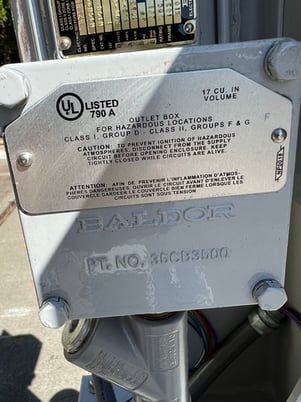 UL LISTED
790 A
17 CU. IN
VOLUME
OUTLET BOX
FOR HAZARDOUS LOCATIONS
CLASS I, GROUP D - CLASS II, GROUPS F & G
CAUTION: TO PREVENT IGNITION OF HAZARDOUS
ATMOSPHERES, DISCONNECT FROM THE SUPPLY
CIRCUIT BEFORE OPENING ENCLOSURE. KEEP
TIGHTLY CLOSED WHILE CIRCUITS ARE ALIVE.
ATTENTION: AFIN DE PREVENIR L'INFLAMMATION D'ATMOS-
PHERES DANGEREUSES, OUVRIR LE CIRCUIT AVANT D'ENLEVER LE
COUVERCLE GARDER LE COUVERCLE BIEN FERME LORSQUE LES
CIRCUITS SONT SOUS TENSION
BALDOR
PT. NO. 35CB3500